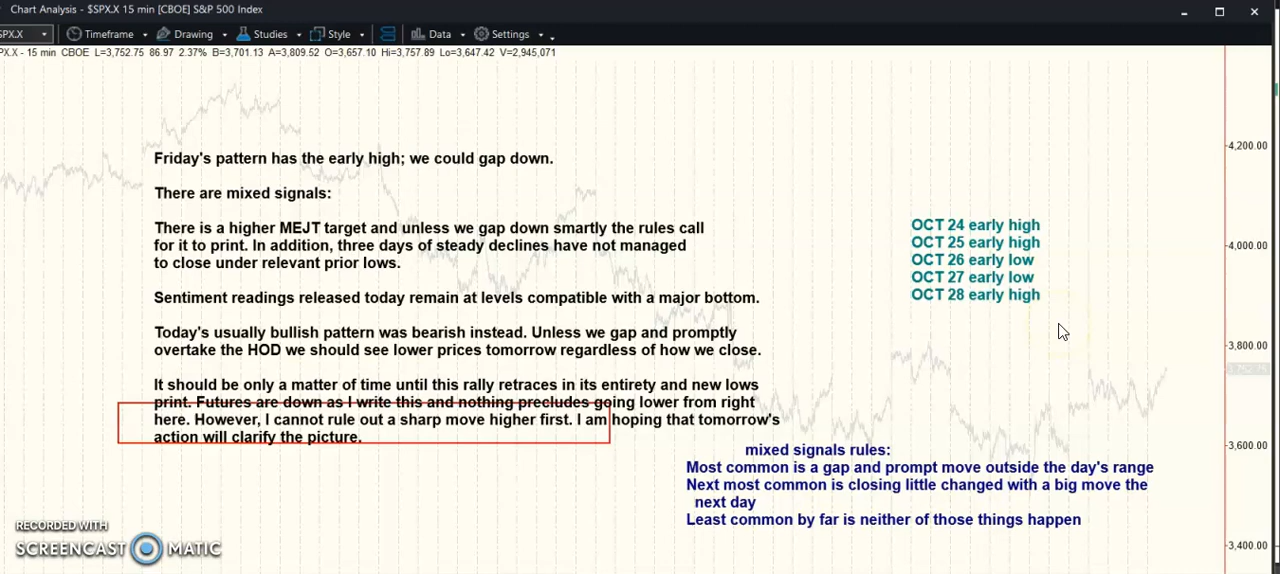 Chart Analysis - $SPX.X 15 min [CBOE] S&P 500 Index
PX.X Timeframe Drawing Studies Style Data Settings
PX.X - 15 min CBOE L=3,752.75 86.97 2.37% B=3,701.13 A=3,809.52 O=3,657.10 Hi=3,757.89 Lo=3,647.42 V=2,945,071
4,200.00
Friday's pattern has the early high; we could gap down.
There are mixed signals:
There is a higher MEJT target and unless we gap down smartly the rules call
for it to print. In addition, three days of steady declines have not managed
to close under relevant prior lows.
Sentiment readings released today remain at levels compatible with a major bottom.
Today's usually bullish pattern was bearish instead. Unless we gap and promptly
overtake the HOD we should see lower prices tomorrow regardless of how we close.
It should be only a matter of time until this rally retraces in its entirety and new lows
print. Futures are down as I write this and nothing precludes going lower from right
here. However, I cannot rule out a sharp move higher first. I am hoping that tomorrow's
action will clarify the picture.
OCT 24 early high
OCT 25 early high
OCT 26 early low
OCT 27 early low
OCT 28 early high
4,000.00
3,800.00
3,752.75
3,600.00
mixed signals rules:
Most common is a gap and prompt move outside the day's range
Next most common is closing little changed with a big move the
next day
Least common by far is neither of those things happen
3,400.00
RECORDED WITH
SCREENCAST MATIC